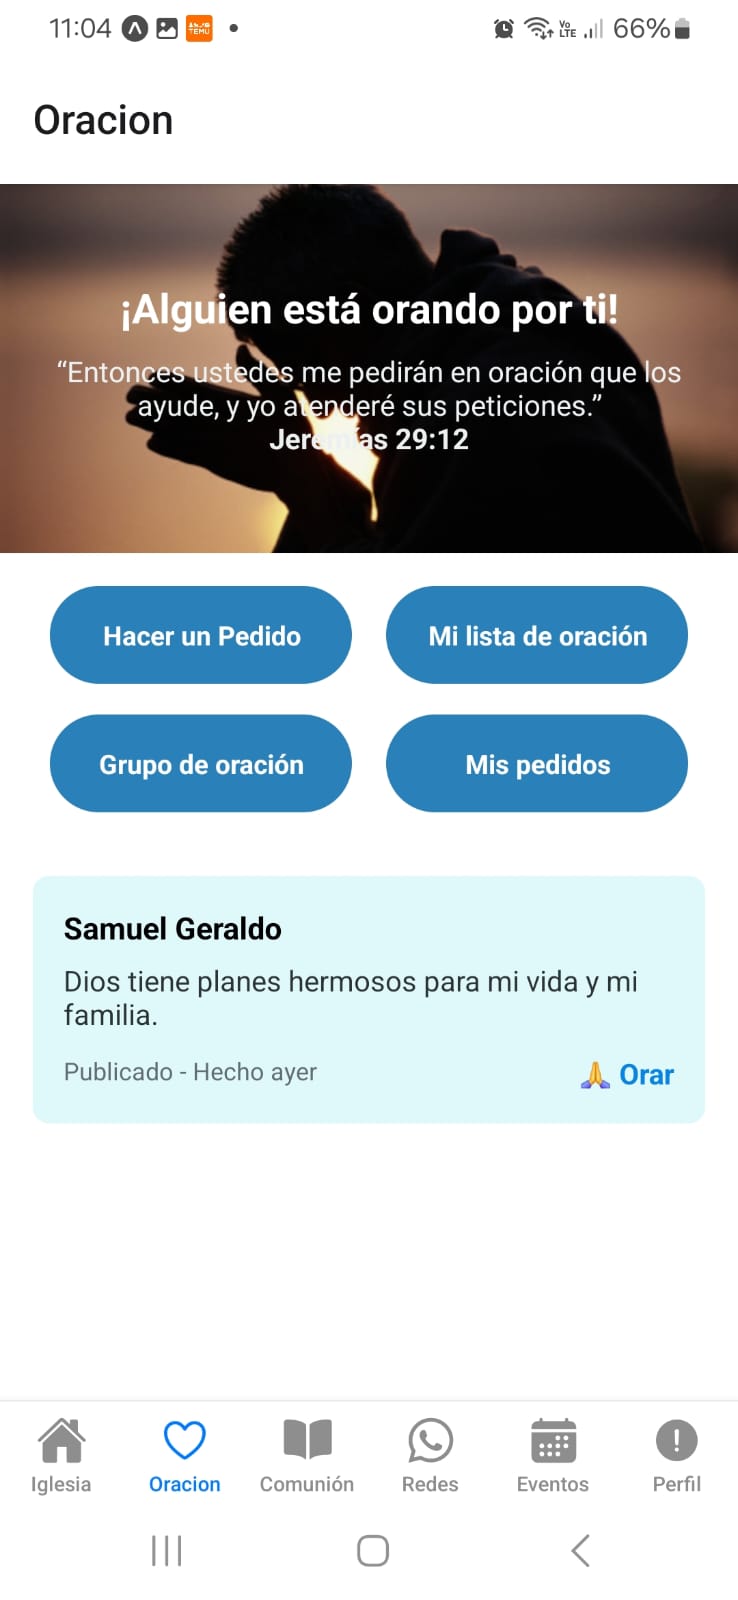 11:04
TEMU
Vo
LTE
66%
Oracion
¡Alguien está orando por ti!
“Entonces ustedes me pedirán en oración que los
ayude, y yo atenderé sus peticiones.”
Jeremías 29:12
Hacer un Pedido
Mi lista de oración
Grupo de oración
Mis pedidos
Samuel Geraldo
Dios tiene planes hermosos para mi vida y mi
familia.
Publicado - Hecho ayer
🙏 Orar
Iglesia
Oracion
Comunión
Redes
Eventos
Perfil